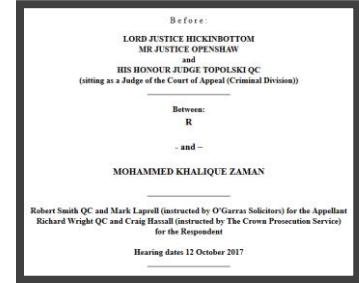 Before:
LORD JUSTICE HICKINBOTTOM
MR JUSTICE OPENSHAW
and
HIS HONOUR JUDGE TOPOLSKI QC
(sitting as a Judge of the Court of Appeal (Criminal Division))
Between:
R
- and –
MOHAMMED KHALIQUE ZAMAN
Robert Smith QC and Mark Laprell (instructed by O'Garras Solicitors) for the Appellant
Richard Wright QC and Craig Hassall (instructed by The Crown Prosecution Service)
for the Respondent
Hearing dates 12 October 2017